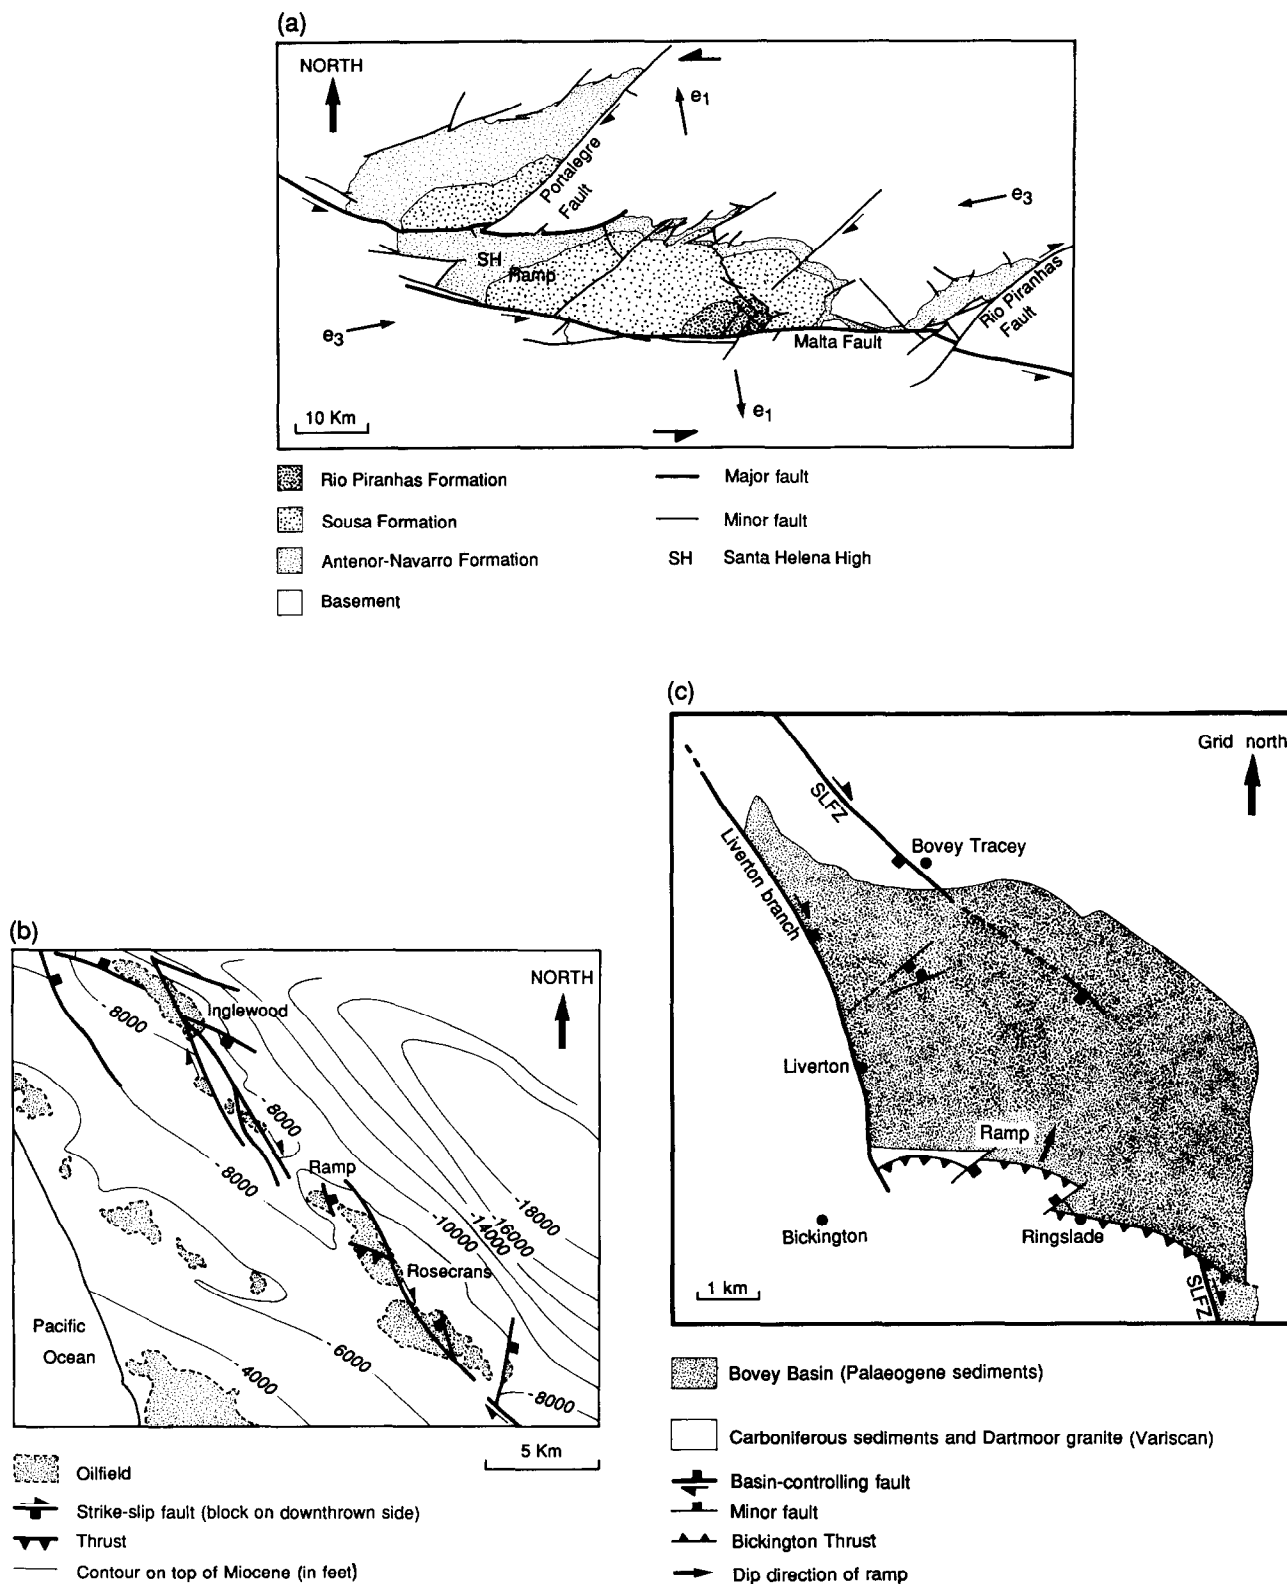 (a)
NORTH
e1
Portalegre
Fault
e3
SH
Ramp
Rio Piranhas
Fault
e3
Malta Fault
e1
10 Km
Rio Piranhas Formation
Major fault
Sousa Formation
Minor fault
Antenor-Navarro Formation
SH Santa Helena High
Basement
(c)
Grid north
SLFZ
Bovey Tracey
Liverton branch
Liverton
Ramp
Bickington
Ringslade
1 km
SLFZ
Bovey Basin (Palaeogene sediments)
Carboniferous sediments and Dartmoor granite (Variscan)
Basin-controlling fault
Minor fault
Bickington Thrust
Dip direction of ramp
(b)
NORTH
Inglewood
-8000
-8000
-8000
Ramp
-18000
-16000
-14000
-10000
Rosecrans
Pacific
Ocean
-6000
-4000
-8000
5 Km
Oilfield
Strike-slip fault (block on downthrown side)
Thrust
Contour on top of Miocene (in feet)